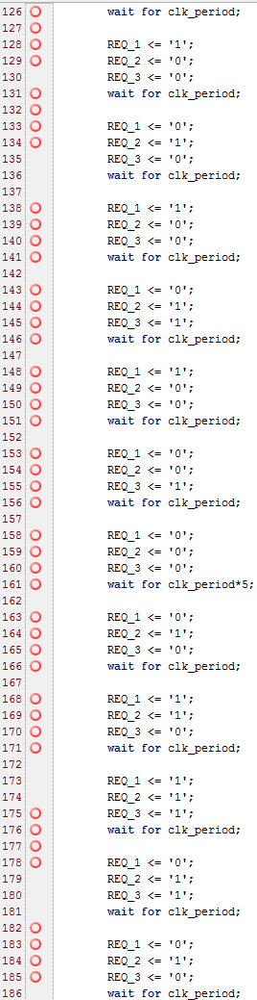 126 wait for clk_period;
127
128 REQ_1 <= '1';
129 REQ_2 <= '0';
130 REQ_3 <= '0';
131 wait for clk_period;
132
133 REQ_1 <= '0';
134 REQ_2 <= '1';
135 REQ_3 <= '0';
136 wait for clk_period;
137
138 REQ_1 <= '1';
139 REQ_2 <= '0';
140 REQ_3 <= '0';
141 wait for clk_period;
142
143 REQ_1 <= '0';
144 REQ_2 <= '1';
145 REQ_3 <= '1';
146 wait for clk_period;
147
148 REQ_1 <= '1';
149 REQ_2 <= '0';
150 REQ_3 <= '0';
151 wait for clk_period;
152
153 REQ_1 <= '0';
154 REQ_2 <= '0';
155 REQ_3 <= '1';
156 wait for clk_period;
157
158 REQ_1 <= '0';
159 REQ_2 <= '0';
160 REQ_3 <= '0';
161 wait for clk_period*5;
162
163 REQ_1 <= '0';
164 REQ_2 <= '1';
165 REQ_3 <= '0';
166 wait for clk_period;
167
168 REQ_1 <= '1';
169 REQ_2 <= '1';
170 REQ_3 <= '0';
171 wait for clk_period;
172
173 REQ_1 <= '1';
174 REQ_2 <= '1';
175 REQ_3 <= '1';
176 wait for clk_period;
177
178 REQ_1 <= '0';
179 REQ_2 <= '1';
180 REQ_3 <= '1';
181 wait for clk_period;
182
183 REQ_1 <= '0';
184 REQ_2 <= '1';
185 REQ_3 <= '0';
186 wait for clk_period;